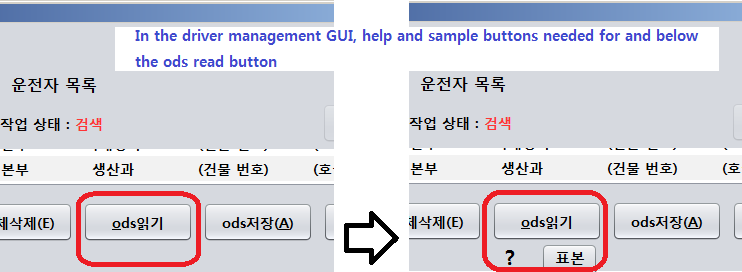 In the driver management GUI, help and sample buttons needed for and below
the ods read button
운전자 목록
작업 상태 : 검색
본부 생산과 (건물 번호)
체삭제(E) ods읽기 ods저장(A)
운전자 목록
작업 상태 : 검색
본부 생산과 (건물 번호) (호
체삭제(E) ods읽기 ods저장(A)
? 표본